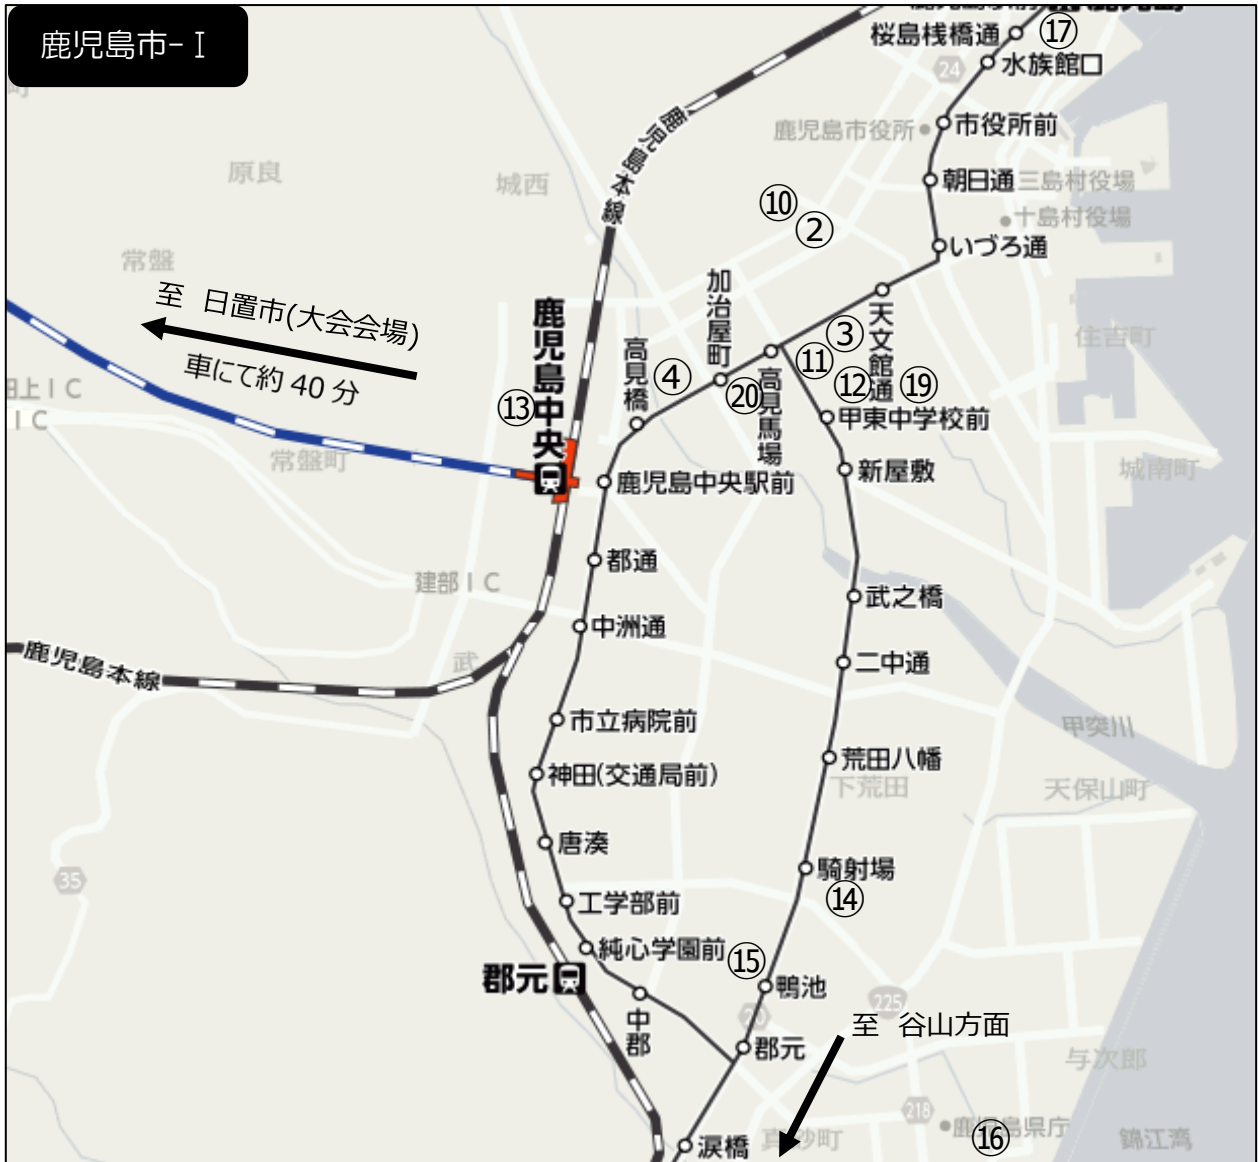 鹿児島市-Ⅰ
桜島桟橋通
⑰
水族館口
24
鹿児島市役所
市役所前
原良
城西
鹿児島本線
朝日通
三島村役場
十島村役場
⑩
②
いづろ通
常盤
至 日置市(大会会場)
車にて約 40 分
鹿児島中央
加治屋町
高見橋
④
天文館通
③
⑪
⑫
⑲
⑳
高見馬場
住吉町
⑬
甲東中学校前
常盤町
新屋敷
城南町
鹿児島中央駅前
都通
建部ⅠC
武之橋
中洲通
二中通
鹿児島本線
武
市立病院前
甲突川
荒田八幡
神田(交通局前)
下荒田
天保山町
唐湊
35
騎射場
⑭
工学部前
純心学園前
⑮
郡元
鴨池
225
20
中郡
至 谷山方面
郡元
与次郎
218
鹿児島県庁
⑯
真砂町
錦江湾
涙橋